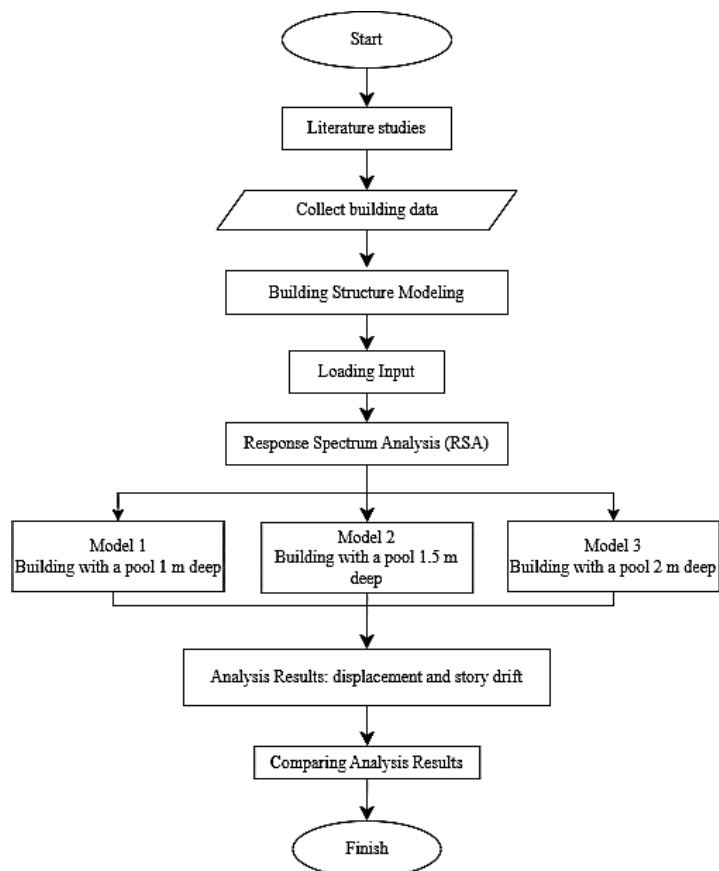 Start
Literature studies
Collect building data
Building Structure Modeling
Loading Input
Response Spectrum Analysis (RSA)
Model 1
Building with a pool 1 m deep
Model 2
Building with a pool 1.5 m
deep
Model 3
Building with a pool 2 m deep
Analysis Results: displacement and story drift
Comparing Analysis Results
Finish